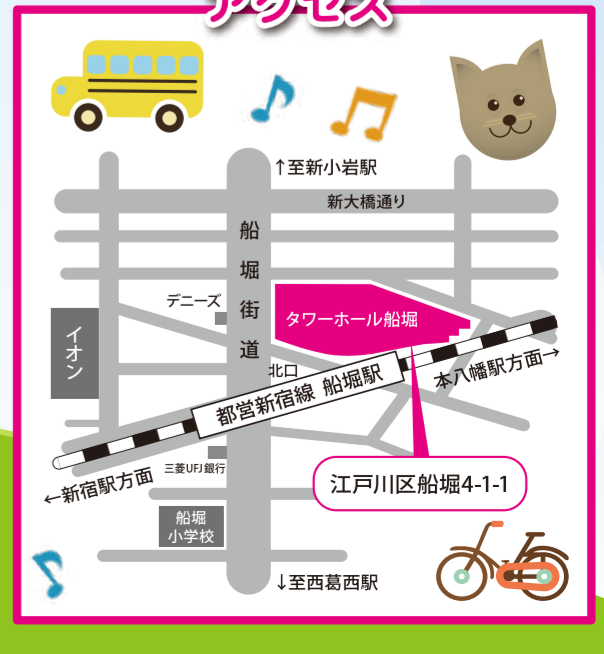 アクセス
↑至新小岩駅
新大橋通り
船堀街道
デニーズ
タワーホール船堀
イオン
北口
都営新宿線 船堀駅
本八幡駅方面→
三菱UFJ銀行
←新宿駅方面
江戸川区船堀4-1-1
船堀
小学校
↓至西葛西駅